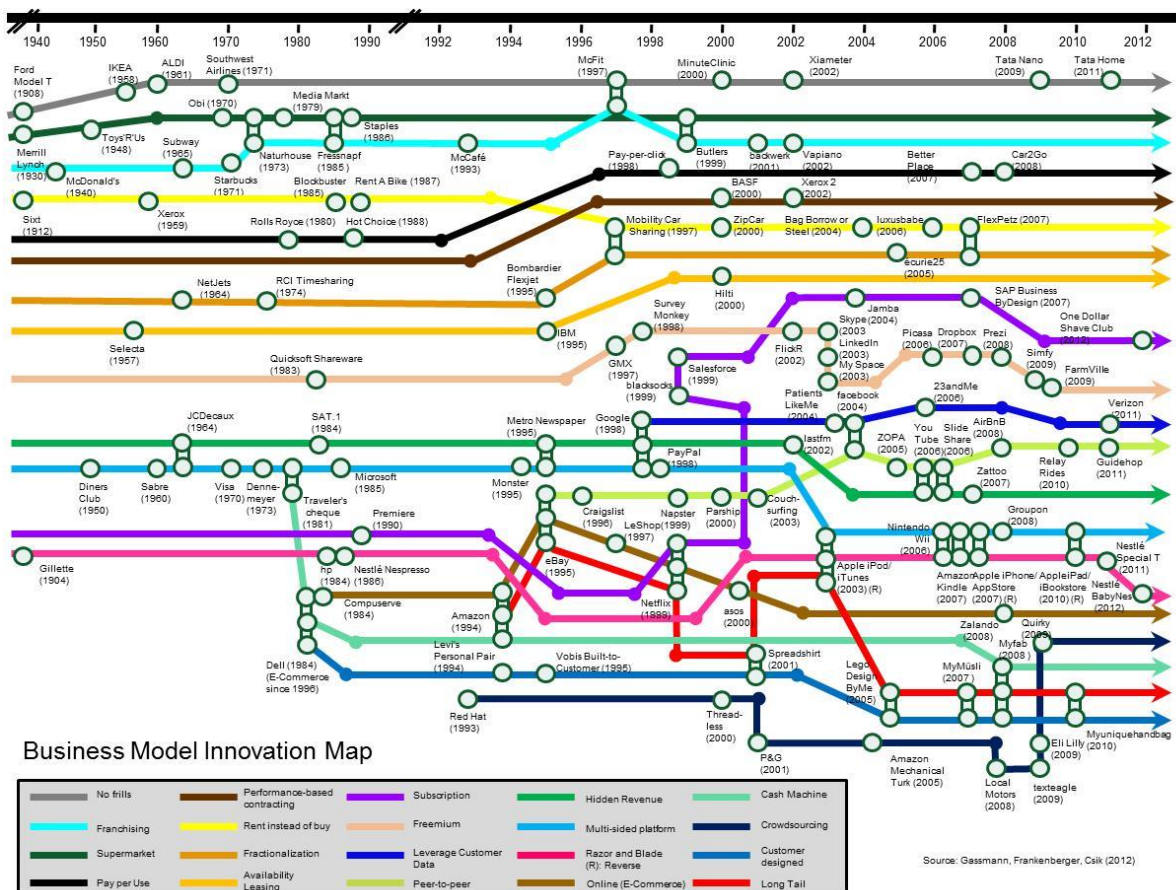 1940 1950 1960 1970 1980 1990 1992 1994 1996 1998 2000 2002 2004 2006 2008 2010 2012
Ford
Model T
(1908)
IKEA
(1958)
ALDI
(1961)
Southwest
Airlines (1971)
McFit
(1997)
MinuteClinic
(2000)
Xiameter
(2002)
Tata Nano
(2009)
Tata Home
(2011)
Merrill
Lynch
(1930)
Toys'R'Us
(1948)
Obi (1970)
Media Markt
(1979)
Staples
(1986)
McDonald's
(1940)
Subway
(1965)
Starbucks
(1971)
Naturhouse
(1973)
Fressnapf
(1985)
McCafé
(1993)
Butlers
(1999)
backwerk
(2001)
Vapiano
(2002)
Pay-per-click
(1998)
Better
Place
(2007)
Car2Go
(2008)
Sixt
(1912)
Xerox
(1959)
Blockbuster
(1985)
Rent A Bike (1987)
BASF
(2000)
Xerox 2
(2002)
Rolls Royce (1980)
Hot Choice (1988)
Mobility Car
Sharing (1997)
ZipCar
(2000)
Bag Borrow or
Steel (2004)
luxusbabe
(2006)
FlexPetz (2007)
NetJets
(1964)
RCI Timesharing
(1974)
Bombardier
Flexjet
(1995)
écurie25
(2005)
Selecta
(1957)
IBM
(1995)
Hilti
(2000)
Jamba
(2004)
SAP Business
ByDesign (2007)
One Dollar
Shave Club
(2012)
Quicksoft Shareware
(1983)
GMX
(1997)
Survey
Monkey
(1998)
FlickR
(2002)
Skype
(2003
LinkedIn
(2003)
My Space
(2003)
facebook
(2004)
Picasa
(2006)
Dropbox
(2007)
Prezi
(2008)
Simfy
(2009)
FarmVille
(2009)
Salesforce
(1999)
blacksocks
(1999)
Patients
LikeMe
(2004)
23andMe
(2006)
Verizon
(2011)
JCDecaux
(1964)
SAT.1
(1984)
Metro Newspaper
(1995)
Google
(1998)
lastfm
(2002)
ZOPA
(2005)
You
Tube
(2006)
Slide
Share
(2006)
AirBnB
(2008)
Relay
Rides
(2010)
Guidehop
(2011)
Zattoo
(2007)
Diners
Club
(1950)
Sabre
(1960)
Visa
(1970)
Denne-
meyer
(1973)
Traveler's
cheque
(1981)
Microsoft
(1985)
Monster
(1995)
PayPal
(1998)
Craigslist
(1996)
Napster
(1999)
Parship
(2000)
Couch-
surfing
(2003)
Gillette
(1904)
Premiere
(1990)
hp
(1984)
Nestlé Nespresso
(1986)
eBay
(1995)
LeShop
(1997)
Netflix
(1999)
asos
(2000)
Apple iPod/
iTunes
(2003) (R)
Nintendo
Wii
(2006)
Amazon
Kindle
(2007)
Apple iPhone/
AppStore
(2007) (R)
Groupon
(2008)
Apple iPad/
iBookstore
(2010) (R)
Nestlé
Special T
(2011)
Nestlé
BabyNes
(2012)
Compuserve
(1984)
Amazon
(1994)
Dell (1984)
(E-Commerce
since 1996)
Levi's
Personal Pair
(1994)
Vobis Built-to-
Customer (1995)
Spreadshirt
(2001)
Lego
Design
ByMe
(2005)
Zalando
(2008)
Myfab
(2008)
MyMüsli
(2007)
Quirky
(2009)
Myuniquehandbag
(2010)
Red Hat
(1993)
Thread-
less
(2000)
P&G
(2001)
Amazon
Mechanical
Turk (2005)
Local
Motors
(2008)
texteagle
(2009)
Eli Lilly
(2009)
Business Model Innovation Map
No frills
Performance-based
contracting
Subscription
Hidden Revenue
Cash Machine
Franchising
Rent instead of buy
Freemium
Multi-sided platform
Crowdsourcing
Supermarket
Fractionalization
Leverage Customer
Data
Razor and Blade
(R): Reverse
Customer
designed
Pay per Use
Availability
Leasing
Peer-to-peer
Online (E-Commerce)
Long Tail
Source: Gassmann, Frankenberger, Csik (2012)